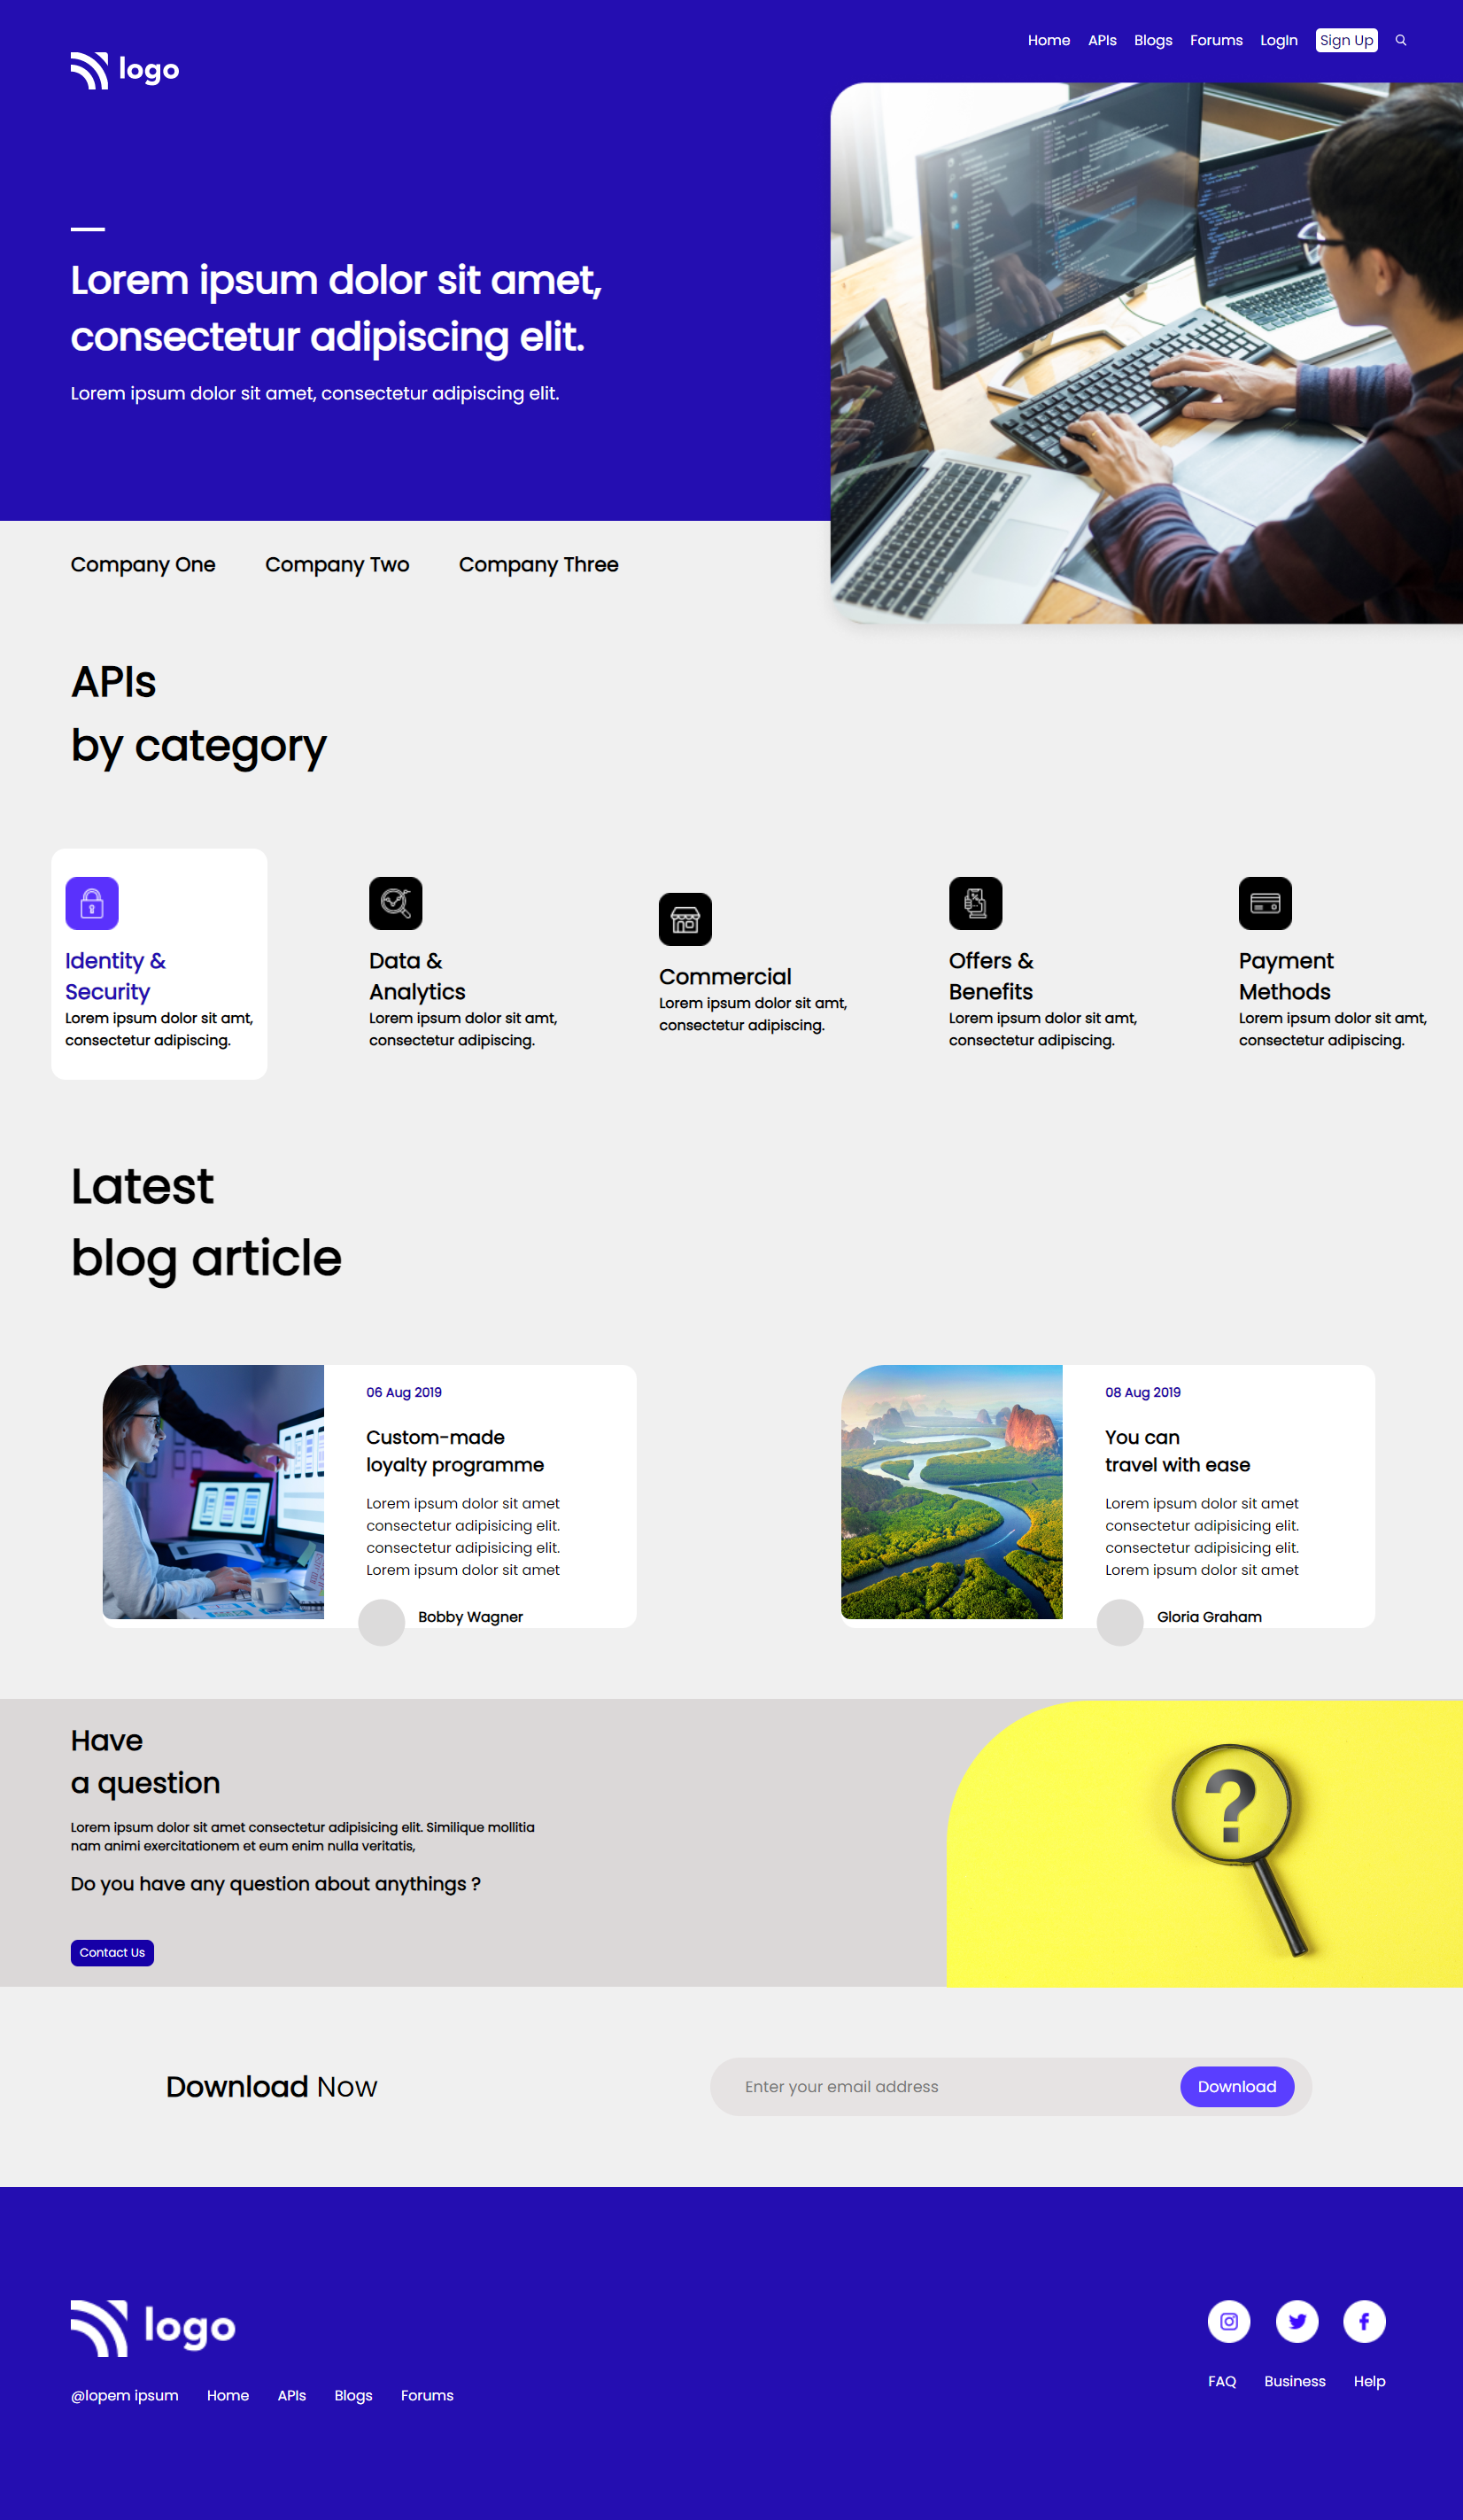 logo
Home APIs Blogs Forums LogIn Sign Up
Lorem ipsum dolor sit amet,
consectetur adipiscing elit.
Lorem ipsum dolor sit amet, consectetur adipiscing elit.
Company One Company Two Company Three
APIs
by category
Identity &
Security
Lorem ipsum dolor sit amt,
consectetur adipiscing.
Data &
Analytics
Lorem ipsum dolor sit amt,
consectetur adipiscing.
Commercial
Lorem ipsum dolor sit amt,
consectetur adipiscing.
Offers &
Benefits
Lorem ipsum dolor sit amt,
consectetur adipiscing.
Payment
Methods
Lorem ipsum dolor sit amt,
consectetur adipiscing.
Latest
blog article
06 Aug 2019
Custom-made
loyalty programme
Lorem ipsum dolor sit amet
consectetur adipisicing elit.
consectetur adipisicing elit.
Lorem ipsum dolor sit amet
Bobby Wagner
08 Aug 2019
You can
travel with ease
Lorem ipsum dolor sit amet
consectetur adipisicing elit.
consectetur adipisicing elit.
Lorem ipsum dolor sit amet
Gloria Graham
Have
a question
Lorem ipsum dolor sit amet consectetur adipisicing elit. Similique mollitia
nam animi exercitationem et eum enim nulla veritatis,
Do you have any question about anythings ?
Contact Us
?
Download Now
Enter your email address
Download
logo
@lopem ipsum Home APIs Blogs Forums
FAQ Business Help